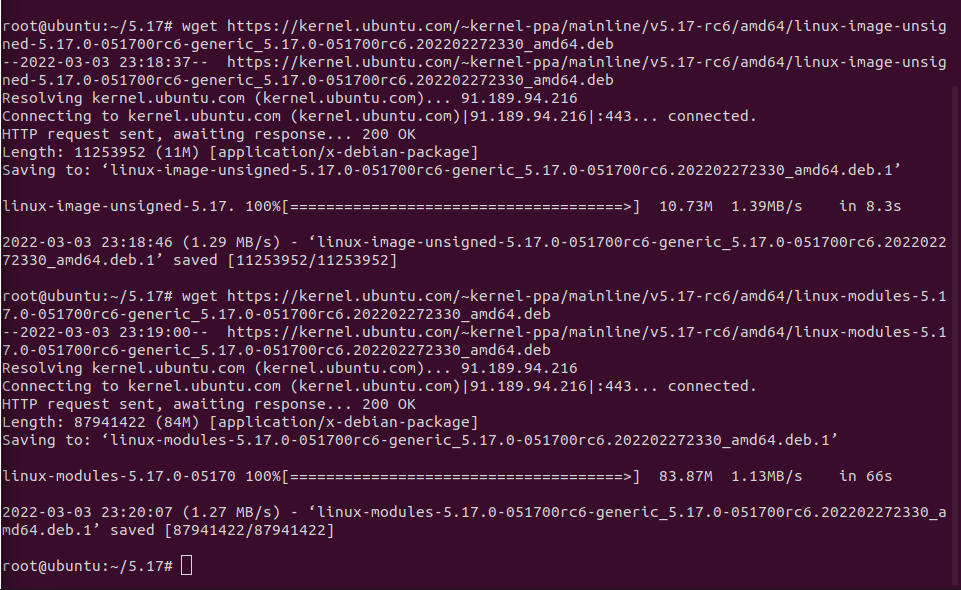 root@ubuntu:~/5.17# wget https://kernel.ubuntu.com/~kernel-ppa/mainline/v5.17-rc6/amd64/linux-image-unsig
ned-5.17.0-051700rc6-generic_5.17.0-051700rc6.202202272330_amd64.deb
--2022-03-03 23:18:37--  https://kernel.ubuntu.com/~kernel-ppa/mainline/v5.17-rc6/amd64/linux-image-unsig
ned-5.17.0-051700rc6-generic_5.17.0-051700rc6.202202272330_amd64.deb
Resolving kernel.ubuntu.com (kernel.ubuntu.com)... 91.189.94.216
Connecting to kernel.ubuntu.com (kernel.ubuntu.com)|91.189.94.216|:443... connected.
HTTP request sent, awaiting response... 200 OK
Length: 11253952 (11M) [application/x-debian-package]
Saving to: ‘linux-image-unsigned-5.17.0-051700rc6-generic_5.17.0-051700rc6.202202272330_amd64.deb.1’
linux-image-unsigned-5.17. 100%[=====================================>]  10.73M  1.39MB/s    in 8.3s
2022-03-03 23:18:46 (1.29 MB/s) - ‘linux-image-unsigned-5.17.0-051700rc6-generic_5.17.0-051700rc6.2022022
72330_amd64.deb.1’ saved [11253952/11253952]
root@ubuntu:~/5.17# wget https://kernel.ubuntu.com/~kernel-ppa/mainline/v5.17-rc6/amd64/linux-modules-5.1
7.0-051700rc6-generic_5.17.0-051700rc6.202202272330_amd64.deb
--2022-03-03 23:19:00--  https://kernel.ubuntu.com/~kernel-ppa/mainline/v5.17-rc6/amd64/linux-modules-5.1
7.0-051700rc6-generic_5.17.0-051700rc6.202202272330_amd64.deb
Resolving kernel.ubuntu.com (kernel.ubuntu.com)... 91.189.94.216
Connecting to kernel.ubuntu.com (kernel.ubuntu.com)|91.189.94.216|:443... connected.
HTTP request sent, awaiting response... 200 OK
Length: 87941422 (84M) [application/x-debian-package]
Saving to: ‘linux-modules-5.17.0-051700rc6-generic_5.17.0-051700rc6.202202272330_amd64.deb.1’
linux-modules-5.17.0-05170 100%[=====================================>]  83.87M  1.13MB/s    in 66s
2022-03-03 23:20:07 (1.27 MB/s) - ‘linux-modules-5.17.0-051700rc6-generic_5.17.0-051700rc6.202202272330_a
md64.deb.1’ saved [87941422/87941422]
root@ubuntu:~/5.17#